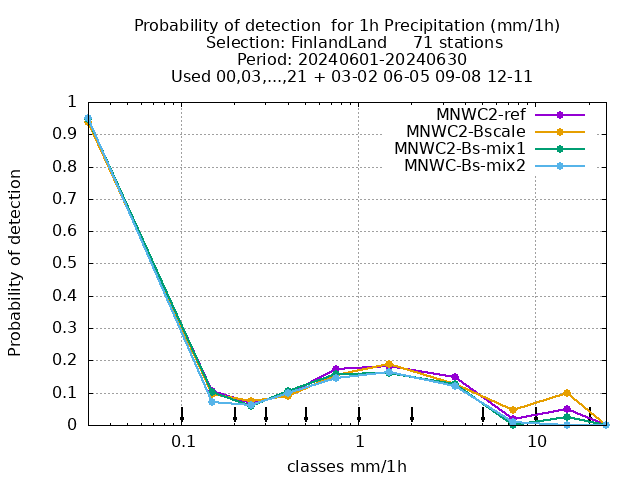 Probability of detection  for 1h Precipitation (mm/1h)
Selection: FinlandLand     71 stations
Period: 20240601-20240630
Used 00,03,...,21 + 03-02 06-05 09-08 12-11
MNWC2-ref
MNWC2-Bscale
MNWC2-Bs-mix1
MNWC-Bs-mix2
Probability of detection
1
0.9
0.8
0.7
0.6
0.5
0.4
0.3
0.2
0.1
0
0.1 1 10
classes mm/1h